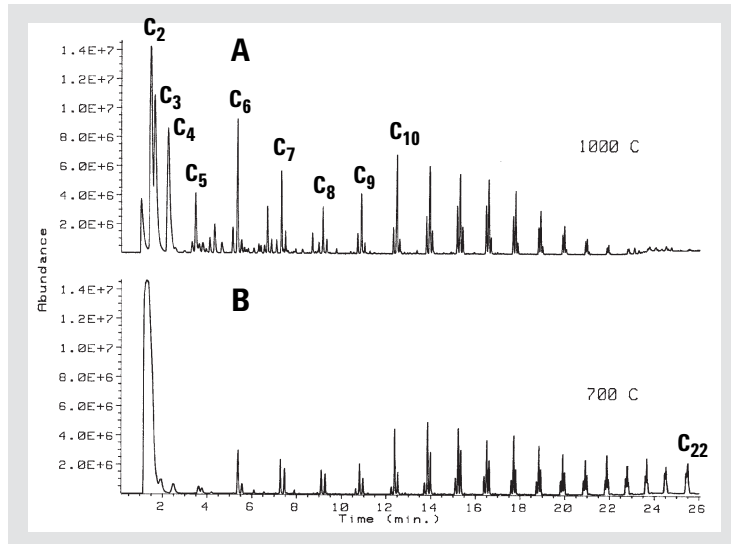 C2
A
1.4E+7
1.2E+7
1.0E+7
8.0E+6
6.0E+6
4.0E+6
2.0E+6
C3
C4
C5
C6
C7
C8
C9
C10
1000 C
Abundance
B
1.4E+7
1.2E+7
1.0E+7
8.0E+6
6.0E+6
4.0E+6
2.0E+6
700 C
C22
2 4 6 8 10 12 14 16 18 20 22 24 26
Time (min.)